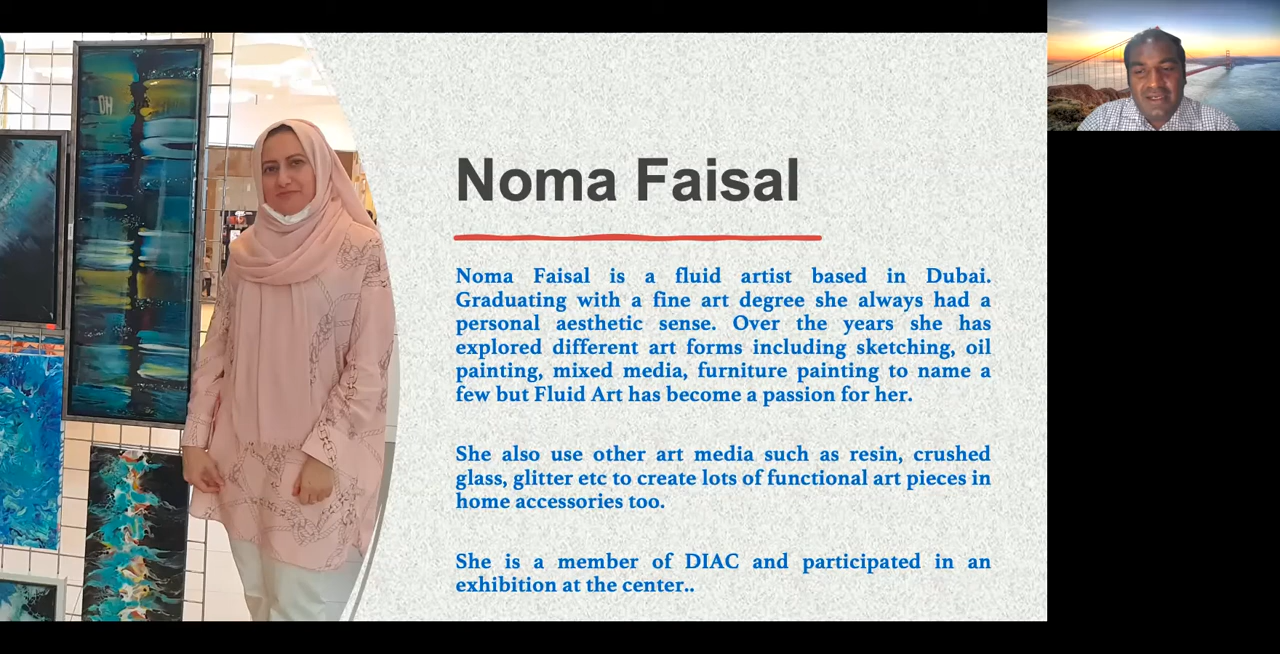 Noma Faisal
Noma Faisal is a fluid artist based in Dubai.
Graduating with a fine art degree she always had a
personal aesthetic sense. Over the years she has
explored different art forms including sketching, oil
painting, mixed media, furniture painting to name a
few but Fluid Art has become a passion for her.
She also use other art media such as resin, crushed
glass, glitter etc to create lots of functional art pieces in
home accessories too.
She is a member of DIAC and participated in an
exhibition at the center..